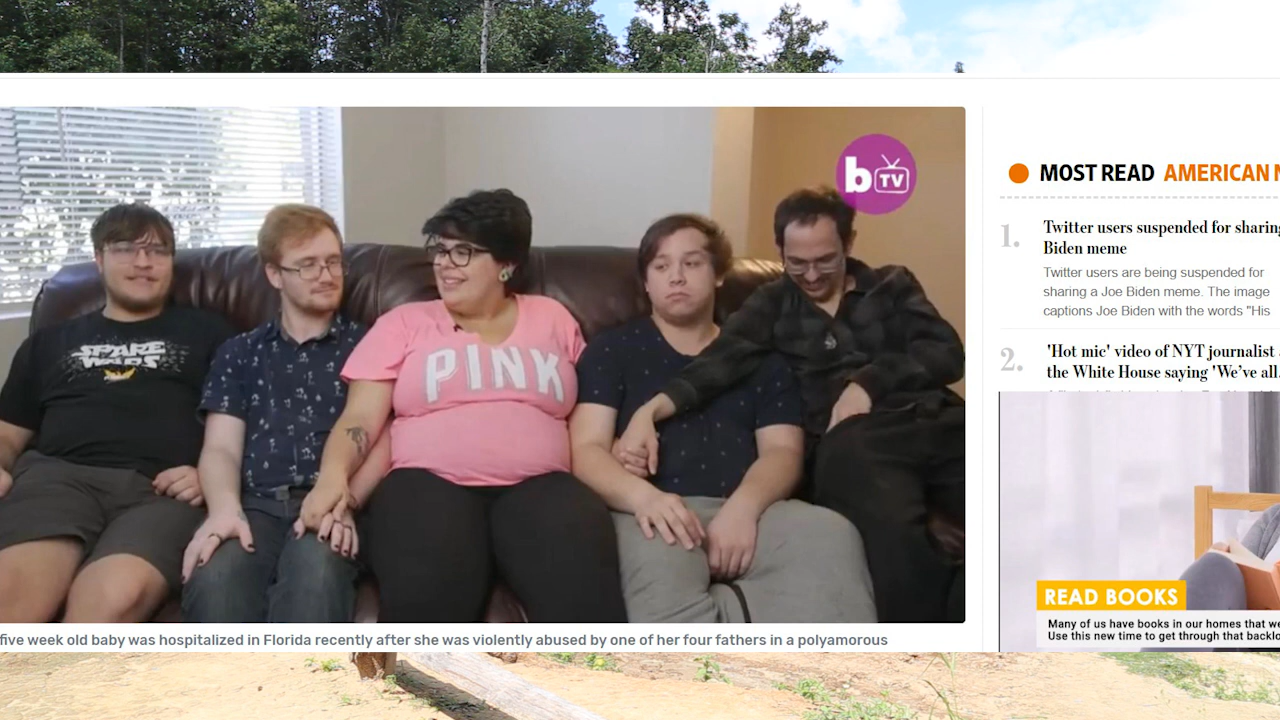 b TV
SPARE
WARS
PINK
five week old baby was hospitalized in Florida recently after she was violently abused by one of her four fathers in a polyamorous
MOST READ AMERICAN
1. Twitter users suspended for sharing
Biden meme
Twitter users are being suspended for
sharing a Joe Biden meme. The image
captions Joe Biden with the words "His
2. 'Hot mic' video of NYT journalist
the White House saying 'We've all
READ BOOKS
Many of us have books in our homes that we
Use this new time to get through that